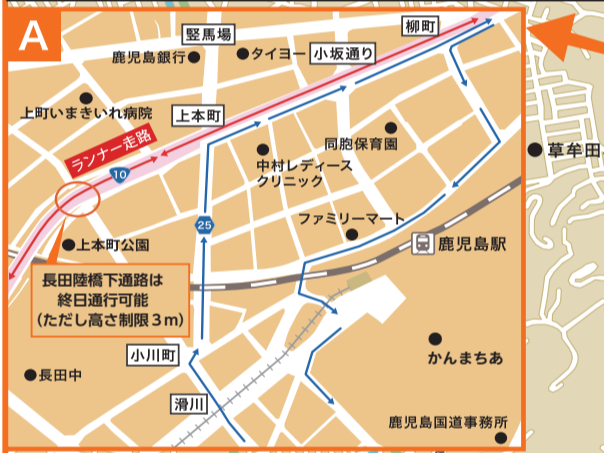 A
竪馬場
柳町
鹿児島銀行
タイヨー
小坂通り
上町いまきいれ病院
上本町
ランナー走路
同胞保育園
草牟田
10
中村レディース
クリニック
25
ファミリーマート
上本町公園
鹿児島駅
長田陸橋下通路は
終日通行可能
(ただし高さ制限3m)
小川町
かんまちあ
長田中
滑川
鹿児島国道事務所